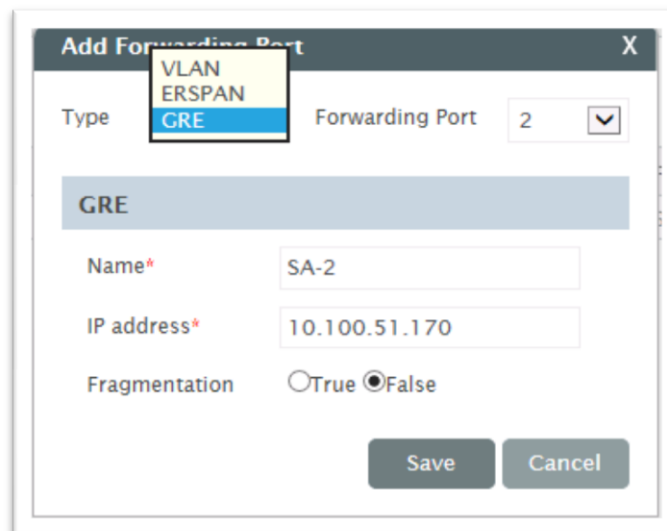 Add Forwarding Port X
VLAN
ERSPAN
Type GRE Forwarding Port 2
GRE
Name* SA-2
IP address* 10.100.51.170
Fragmentation True False
Save Cancel